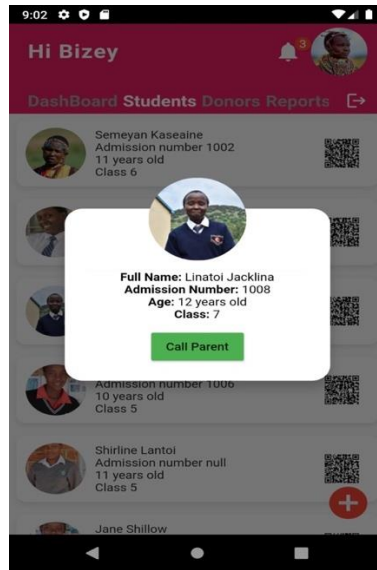 9:02
Hi Bizey
3
DashBoard Students Donors Reports
Semeyan Kaseaine
Admission number 1002
11 years old
Class 6
Full Name: Linatoi Jacklina
Admission Number: 1008
Age: 12 years old
Class: 7
Call Parent
Admission number 1006
10 years old
Class 5
Shirline Lantoi
Admission number null
11 years old
Class 5
Jane Shillow